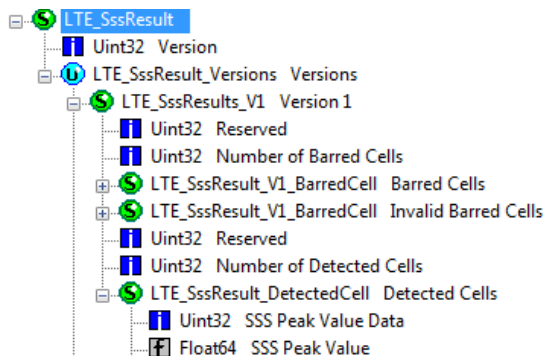 LTE_SssResult
Uint32 Version
LTE_SssResult_Versions Versions
LTE_SssResults_V1 Version 1
Uint32 Reserved
Uint32 Number of Barred Cells
LTE_SssResult_V1_BarredCell Barred Cells
LTE_SssResult_V1_BarredCell Invalid Barred Cells
Uint32 Reserved
Uint32 Number of Detected Cells
LTE_SssResult_DetectedCell Detected Cells
Uint32 SSS Peak Value Data
Float64 SSS Peak Value